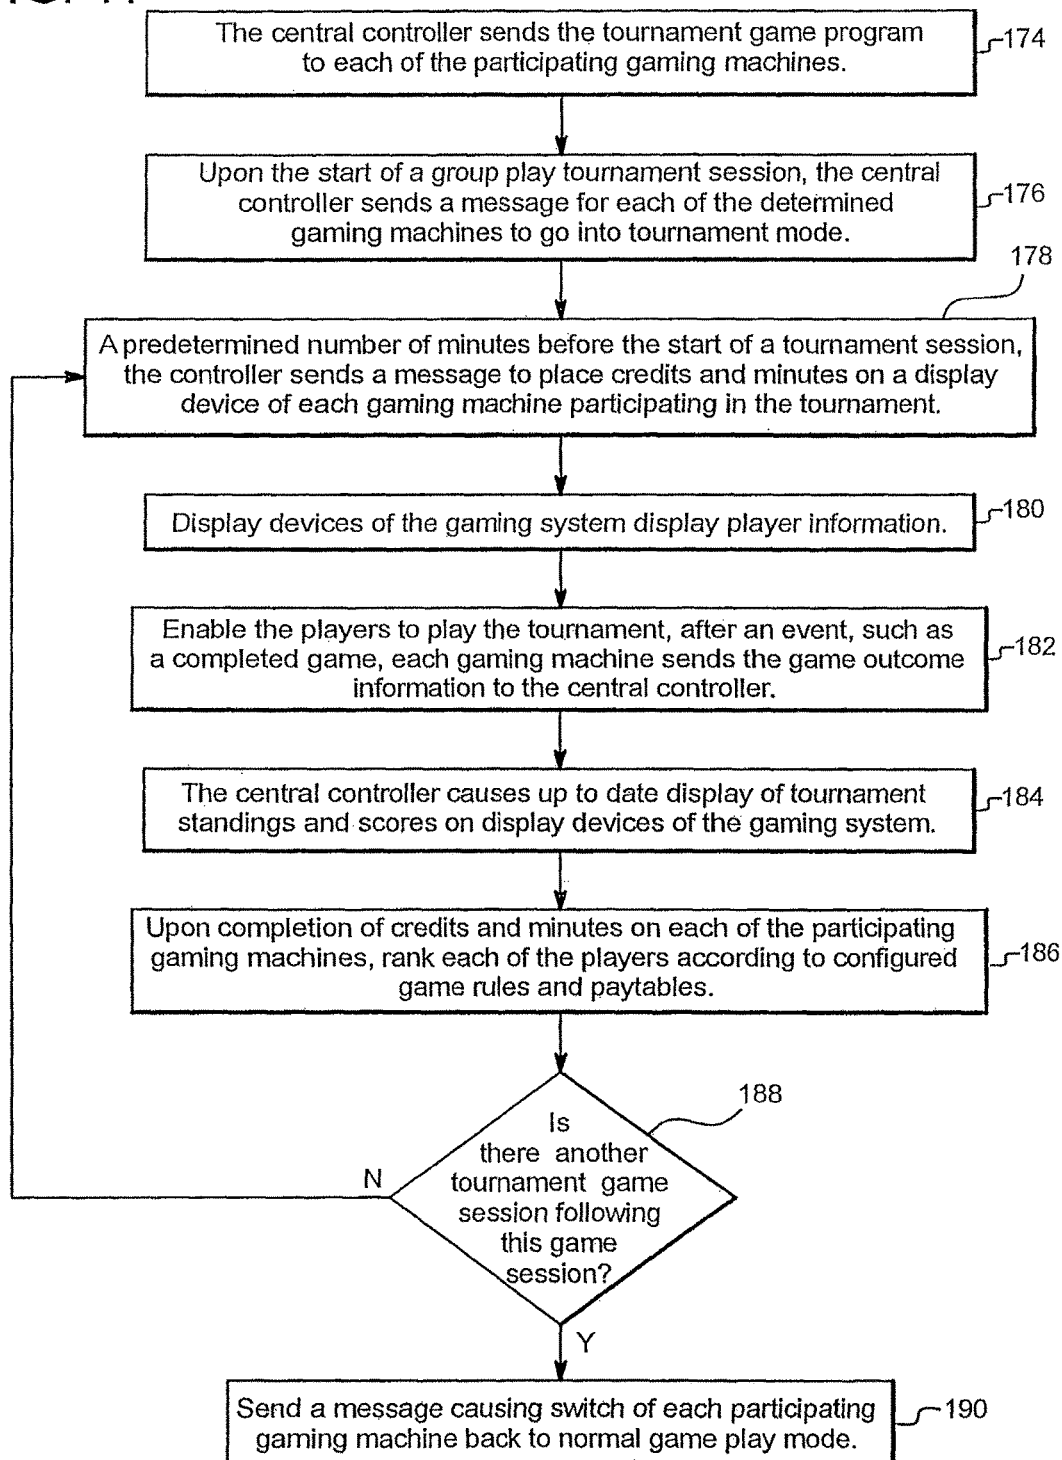 The central controller sends the tournament game program
to each of the participating gaming machines.
174
Upon the start of a group play tournament session, the central
controller sends a message for each of the determined
gaming machines to go into tournament mode.
176
178
A predetermined number of minutes before the start of a tournament session,
the controller sends a message to place credits and minutes on a display
device of each gaming machine participating in the tournament.
Display devices of the gaming system display player information.
180
Enable the players to play the tournament, after an event, such as
a completed game, each gaming machine sends the game outcome
information to the central controller.
182
The central controller causes up to date display of tournament
standings and scores on display devices of the gaming system.
184
Upon completion of credits and minutes on each of the participating
gaming machines, rank each of the players according to configured
game rules and paytables.
186
188
Is
there another
tournament game
session following
this game
session?
N
Y
Send a message causing switch of each participating
gaming machine back to normal game play mode.
190